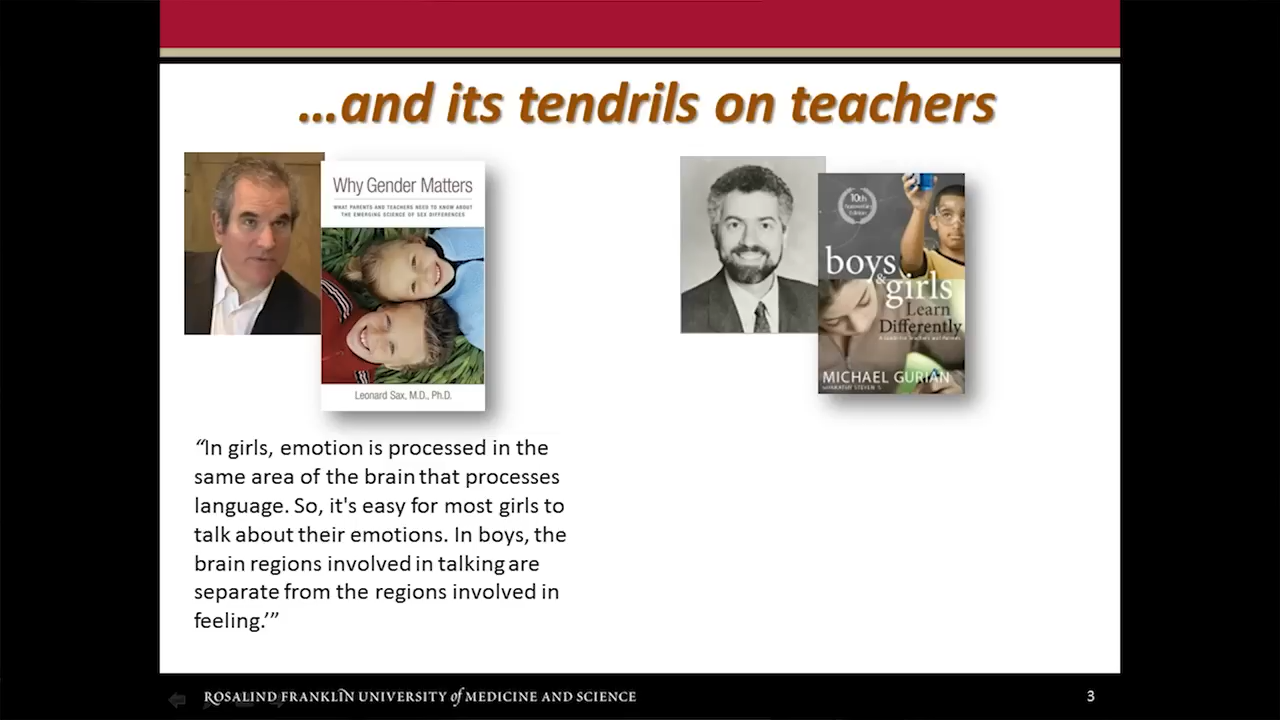 …and its tendrils on teachers
Why Gender Matters
WHAT PARENTS AND TEACHERS NEED TO KNOW ABOUT
THE EMERGING SCIENCE OF SEX DIFFERENCES
Leonard Sax, M.D., Ph.D.
10th
Anniversary
Edition
boys
&
girls
Learn
Differently
A Guide for Teachers and Parents
MICHAEL GURIAN
“In girls, emotion is processed in the
same area of the brain that processes
language. So, it's easy for most girls to
talk about their emotions. In boys, the
brain regions involved in talking are
separate from the regions involved in
feeling.’”
ROSALIND FRANKLIN UNIVERSITY of MEDICINE AND SCIENCE
3